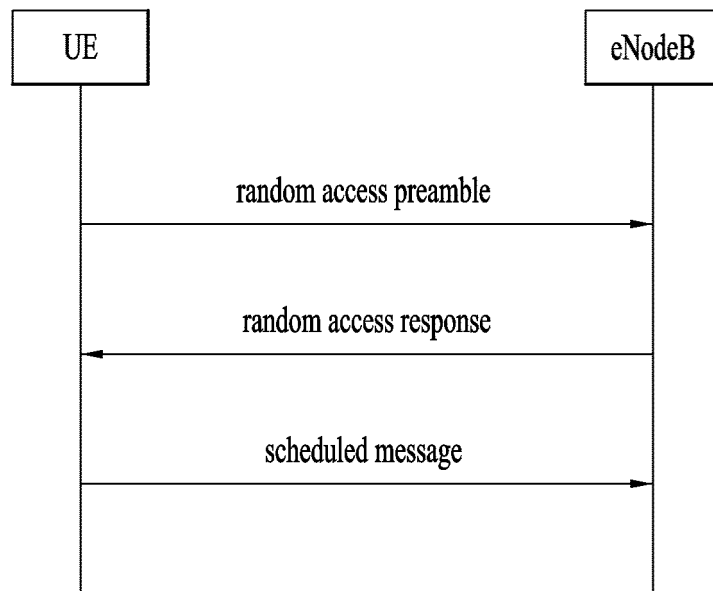 UE
eNodeB
random access preamble
random access response
scheduled message